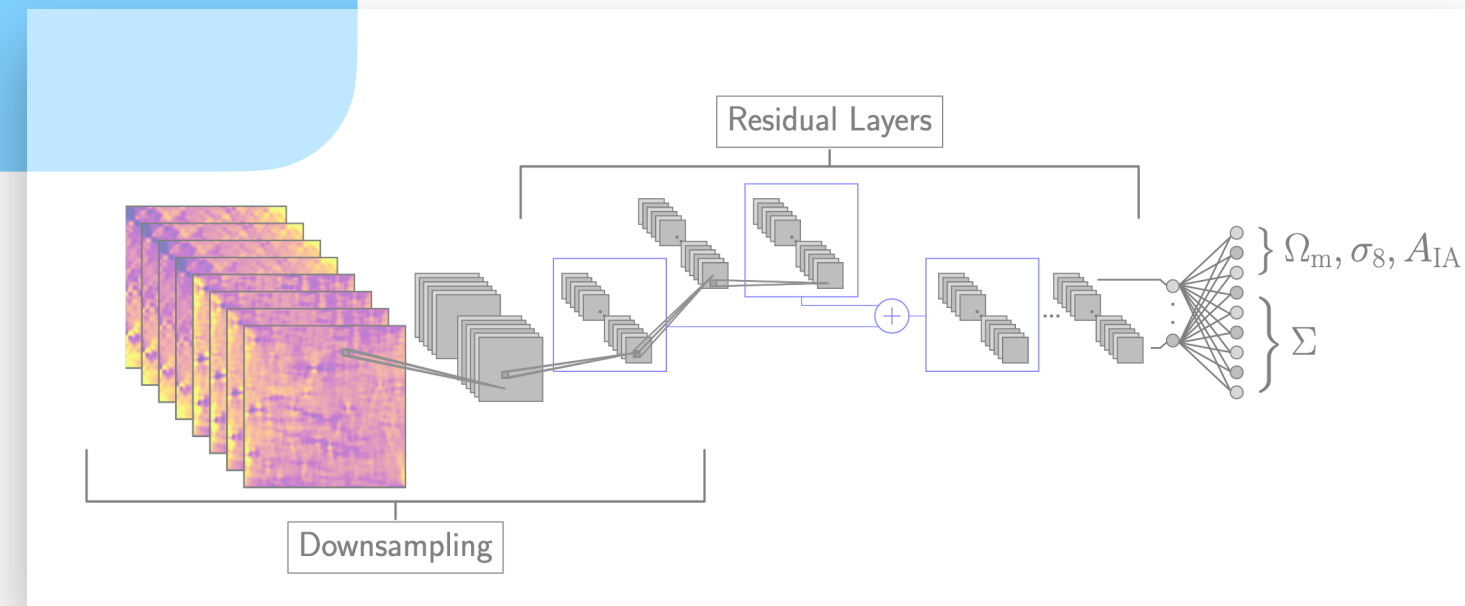 Residual Layers
} Ωm, σ8, AIA
} Σ
...
Downsampling